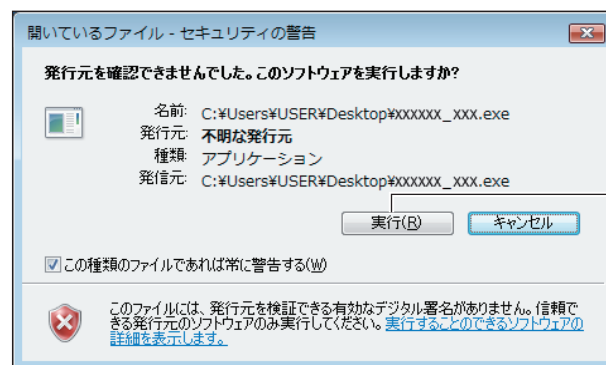 開いているファイル - セキュリティの警告
発行元を確認できませんでした。このソフトウェアを実行しますか?
名前: C:¥Users¥USER¥Desktop¥xxxxxx_xxx.exe
発行元: 不明な発行元
種類: アプリケーション
発信元: C:¥Users¥USER¥Desktop¥xxxxxx_xxx.exe
実行(R) キャンセル
この種類のファイルであれば常に警告する(W)
このファイルには、発行元を検証できる有効なデジタル署名がありません。信頼で
きる発行元のソフトウェアのみ実行してください。実行することのできるソフトウェアの
詳細を表示します。